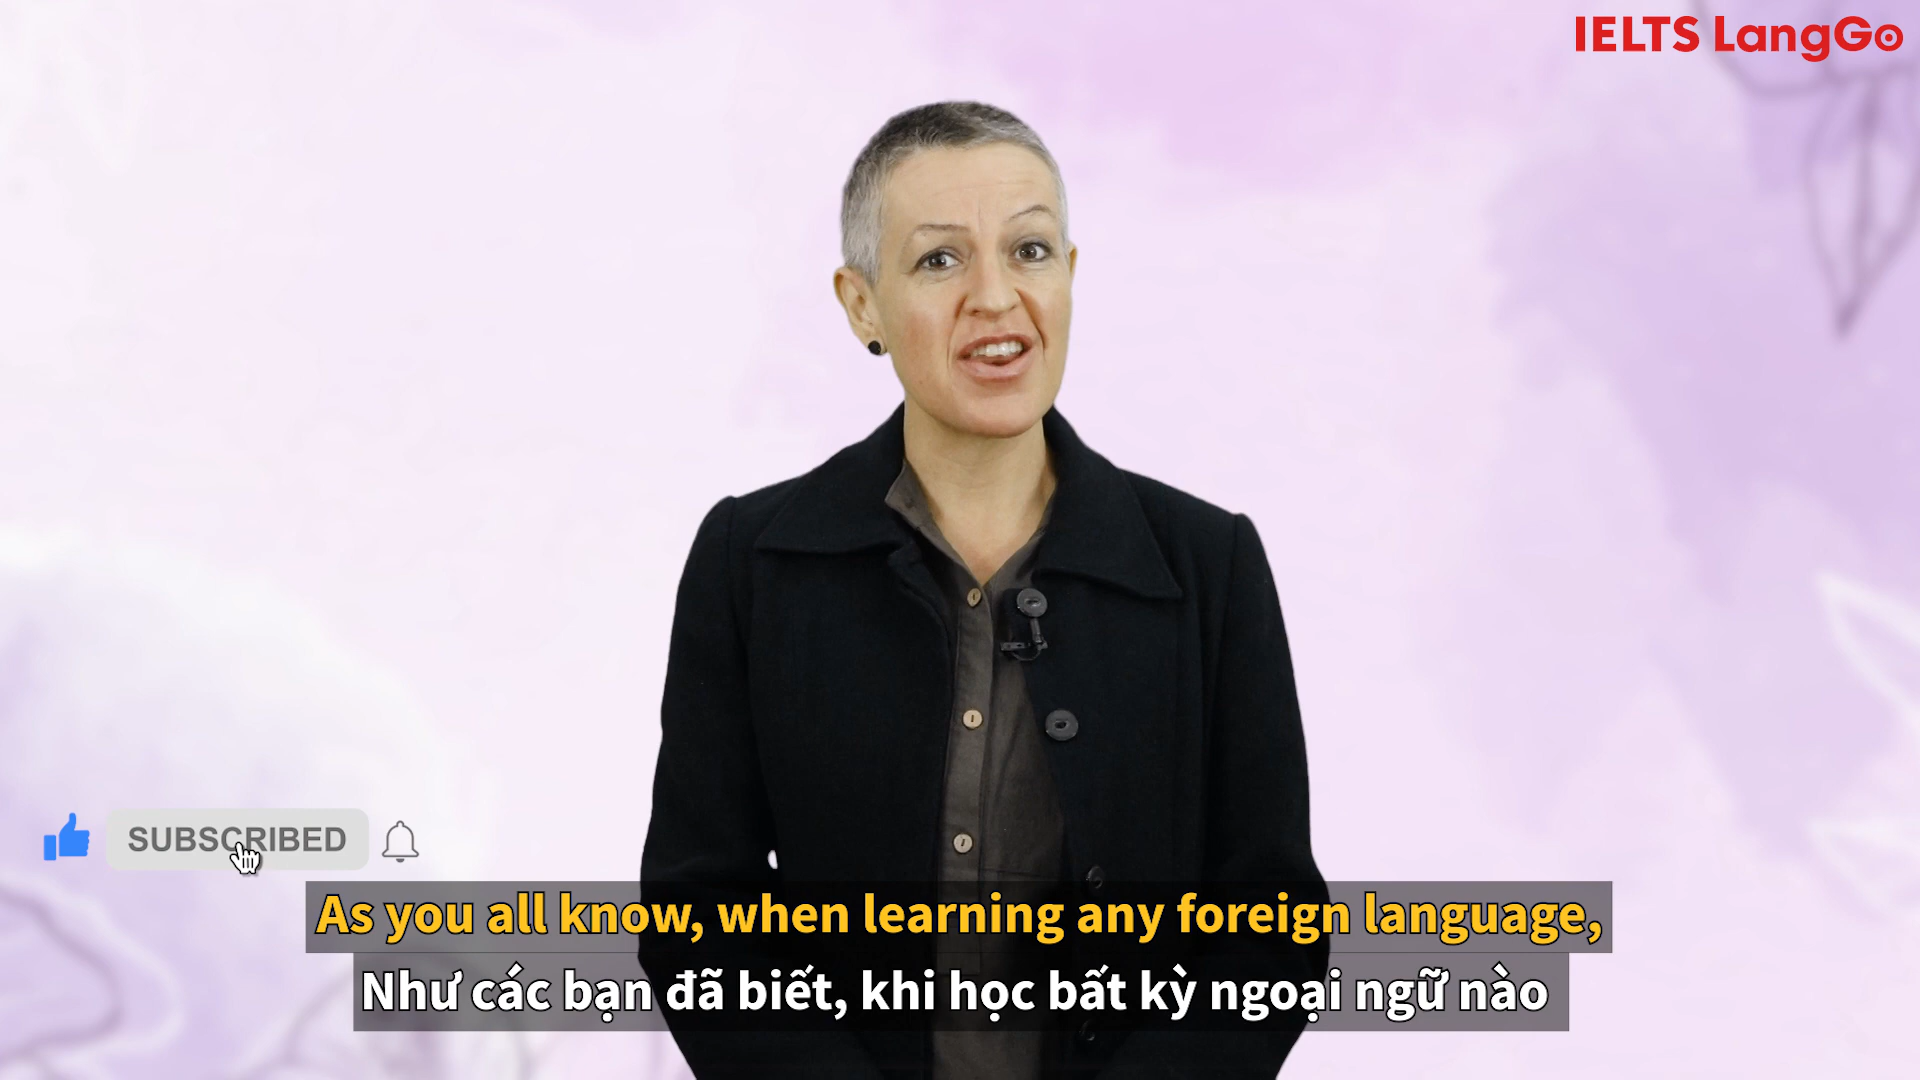 IELTS LangGo
SUBSCRIBED
As you all know, when learning any foreign language,
Như các bạn đã biết, khi học bất kỳ ngoại ngữ nào